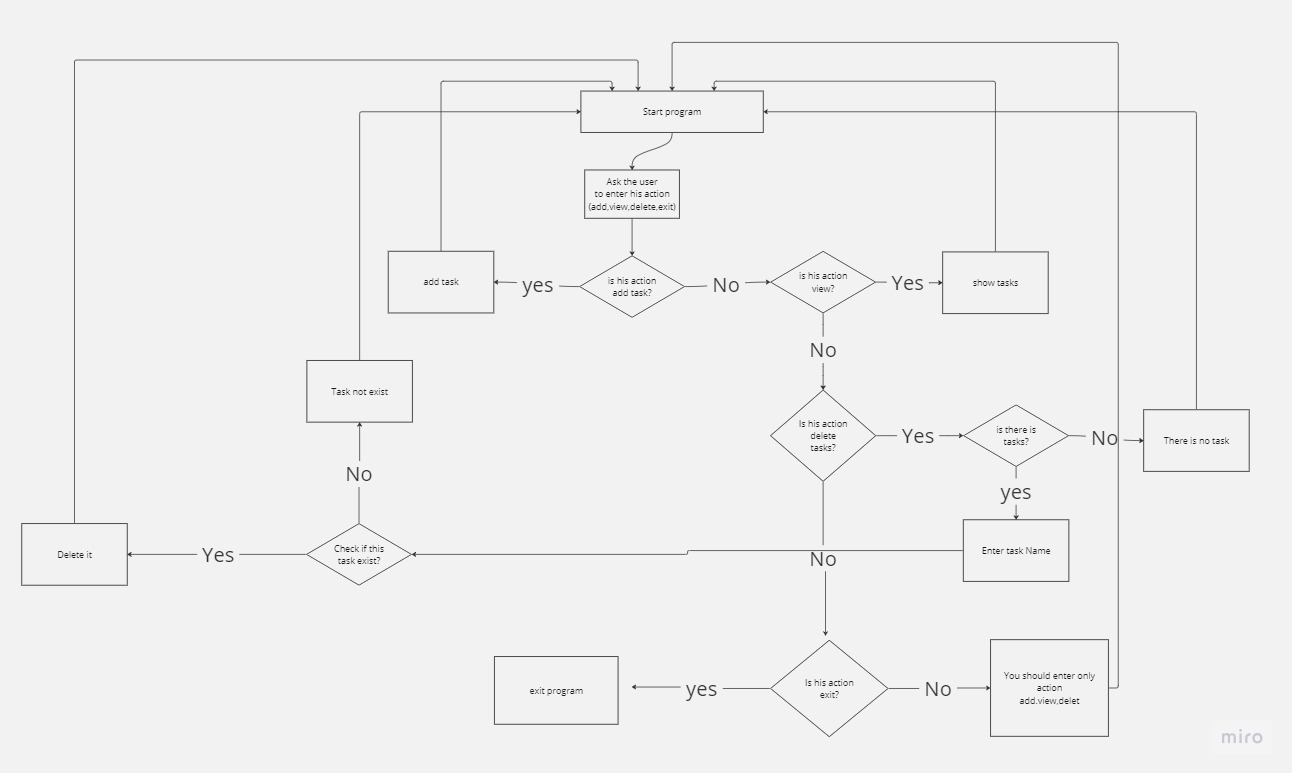 Start program
Ask the user
to enter his action
(add,view,delete,exit)
is his action
add task?
yes
add task
No
is his action
view?
Yes
show tasks
No
Is his action
delete
tasks?
Yes
is there is
tasks?
No
There is no task
yes
Enter task Name
Task not exist
No
Check if this
task exist?
Yes
Delete it
No
Is his action
exit?
yes
exit program
No
You should enter only
action
add.view,delet
miro